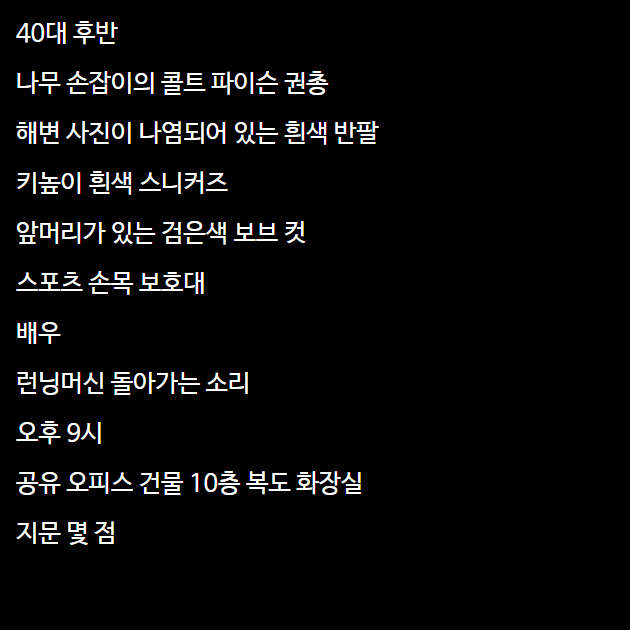 40대 후반
나무 손잡이의 콜트 파이슨 권총
해변 사진이 나염되어 있는 흰색 반팔
키높이 흰색 스니커즈
앞머리가 있는 검은색 보브 컷
스포츠 손목 보호대
배우
런닝머신 돌아가는 소리
오후 9시
공유 오피스 건물 10층 복도 화장실
지문 몇 점